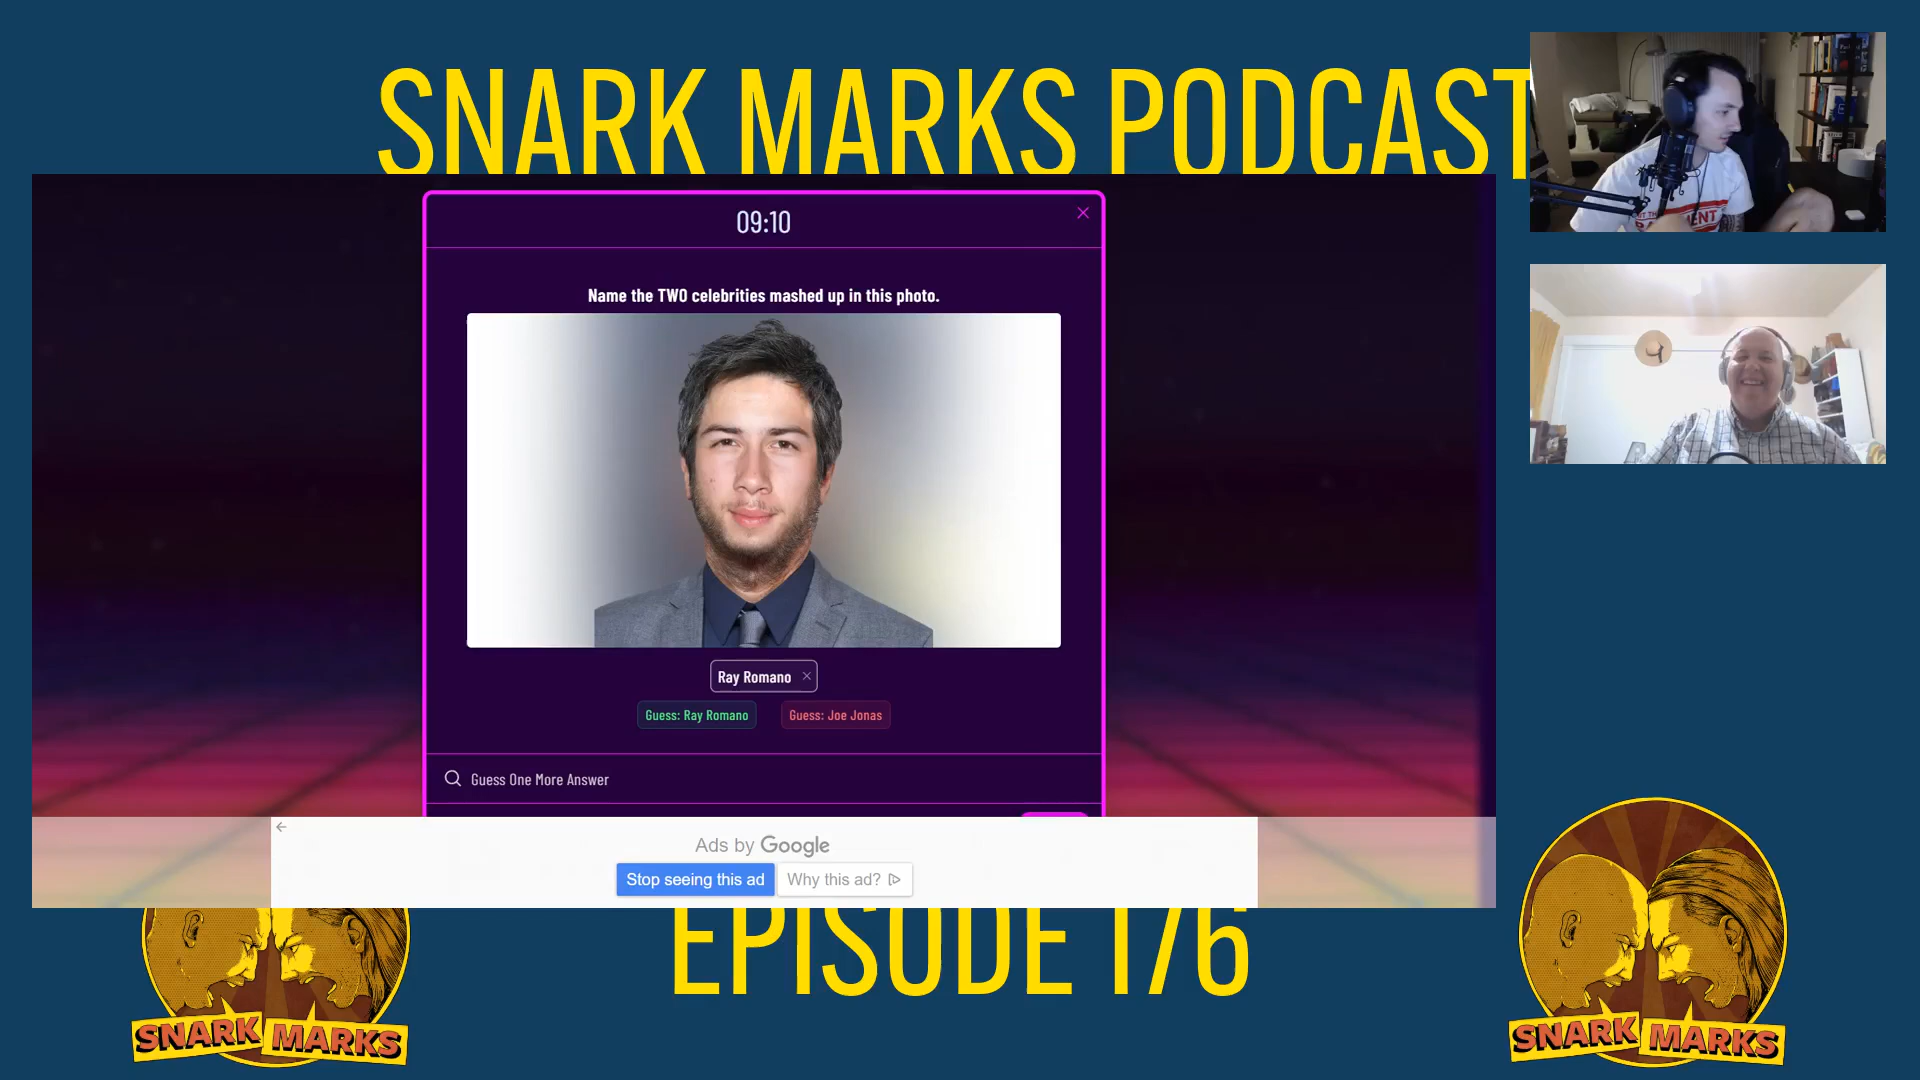 SNARK MARKS PODCAST
09:10
Name the TWO celebrities mashed up in this photo.
Ray Romano
Guess: Ray Romano
Guess: Joe Jonas
Guess One More Answer
Ads by Google
Stop seeing this ad
Why this ad?
EPISODE 176
SNARK MARKS
SNARK MARKS